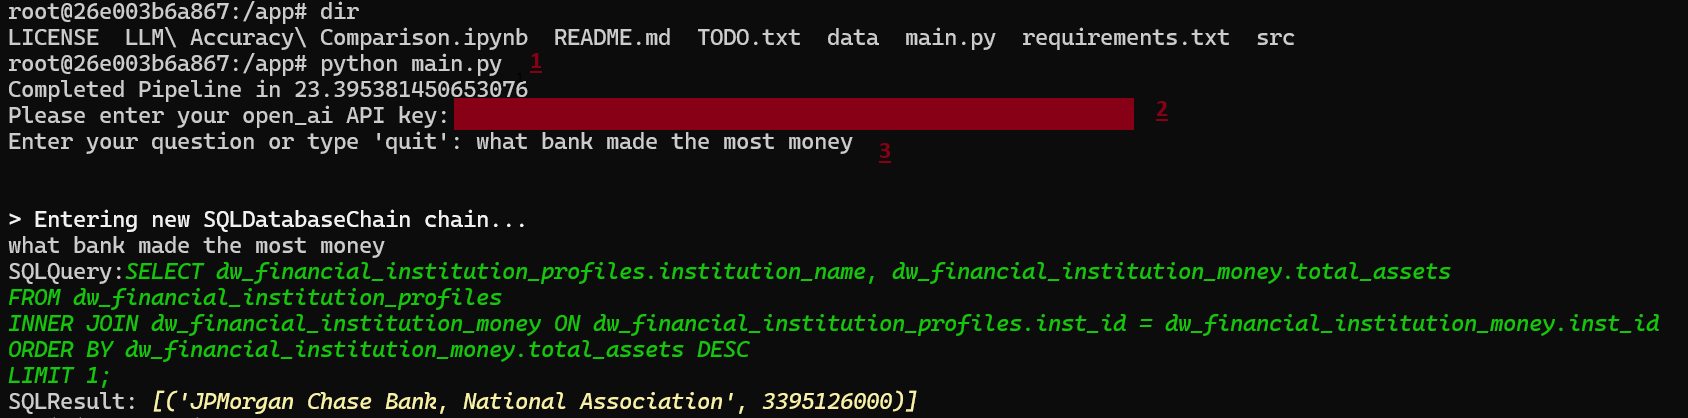 root@26e003b6a867:/app# dir
LICENSE  LLM\ Accuracy\ Comparison.ipynb  README.md  TODO.txt  data  main.py  requirements.txt  src
root@26e003b6a867:/app# python main.py 1
Completed Pipeline in 23.395381450653076
Please enter your open_ai API key: 2
Enter your question or type 'quit': what bank made the most money 3
> Entering new SQLDatabaseChain chain...
what bank made the most money
SQLQuery:SELECT dw_financial_institution_profiles.institution_name, dw_financial_institution_money.total_assets
FROM dw_financial_institution_profiles
INNER JOIN dw_financial_institution_money ON dw_financial_institution_profiles.inst_id = dw_financial_institution_money.inst_id
ORDER BY dw_financial_institution_money.total_assets DESC
LIMIT 1;
SQLResult: [('JPMorgan Chase Bank, National Association', 3395126000)]